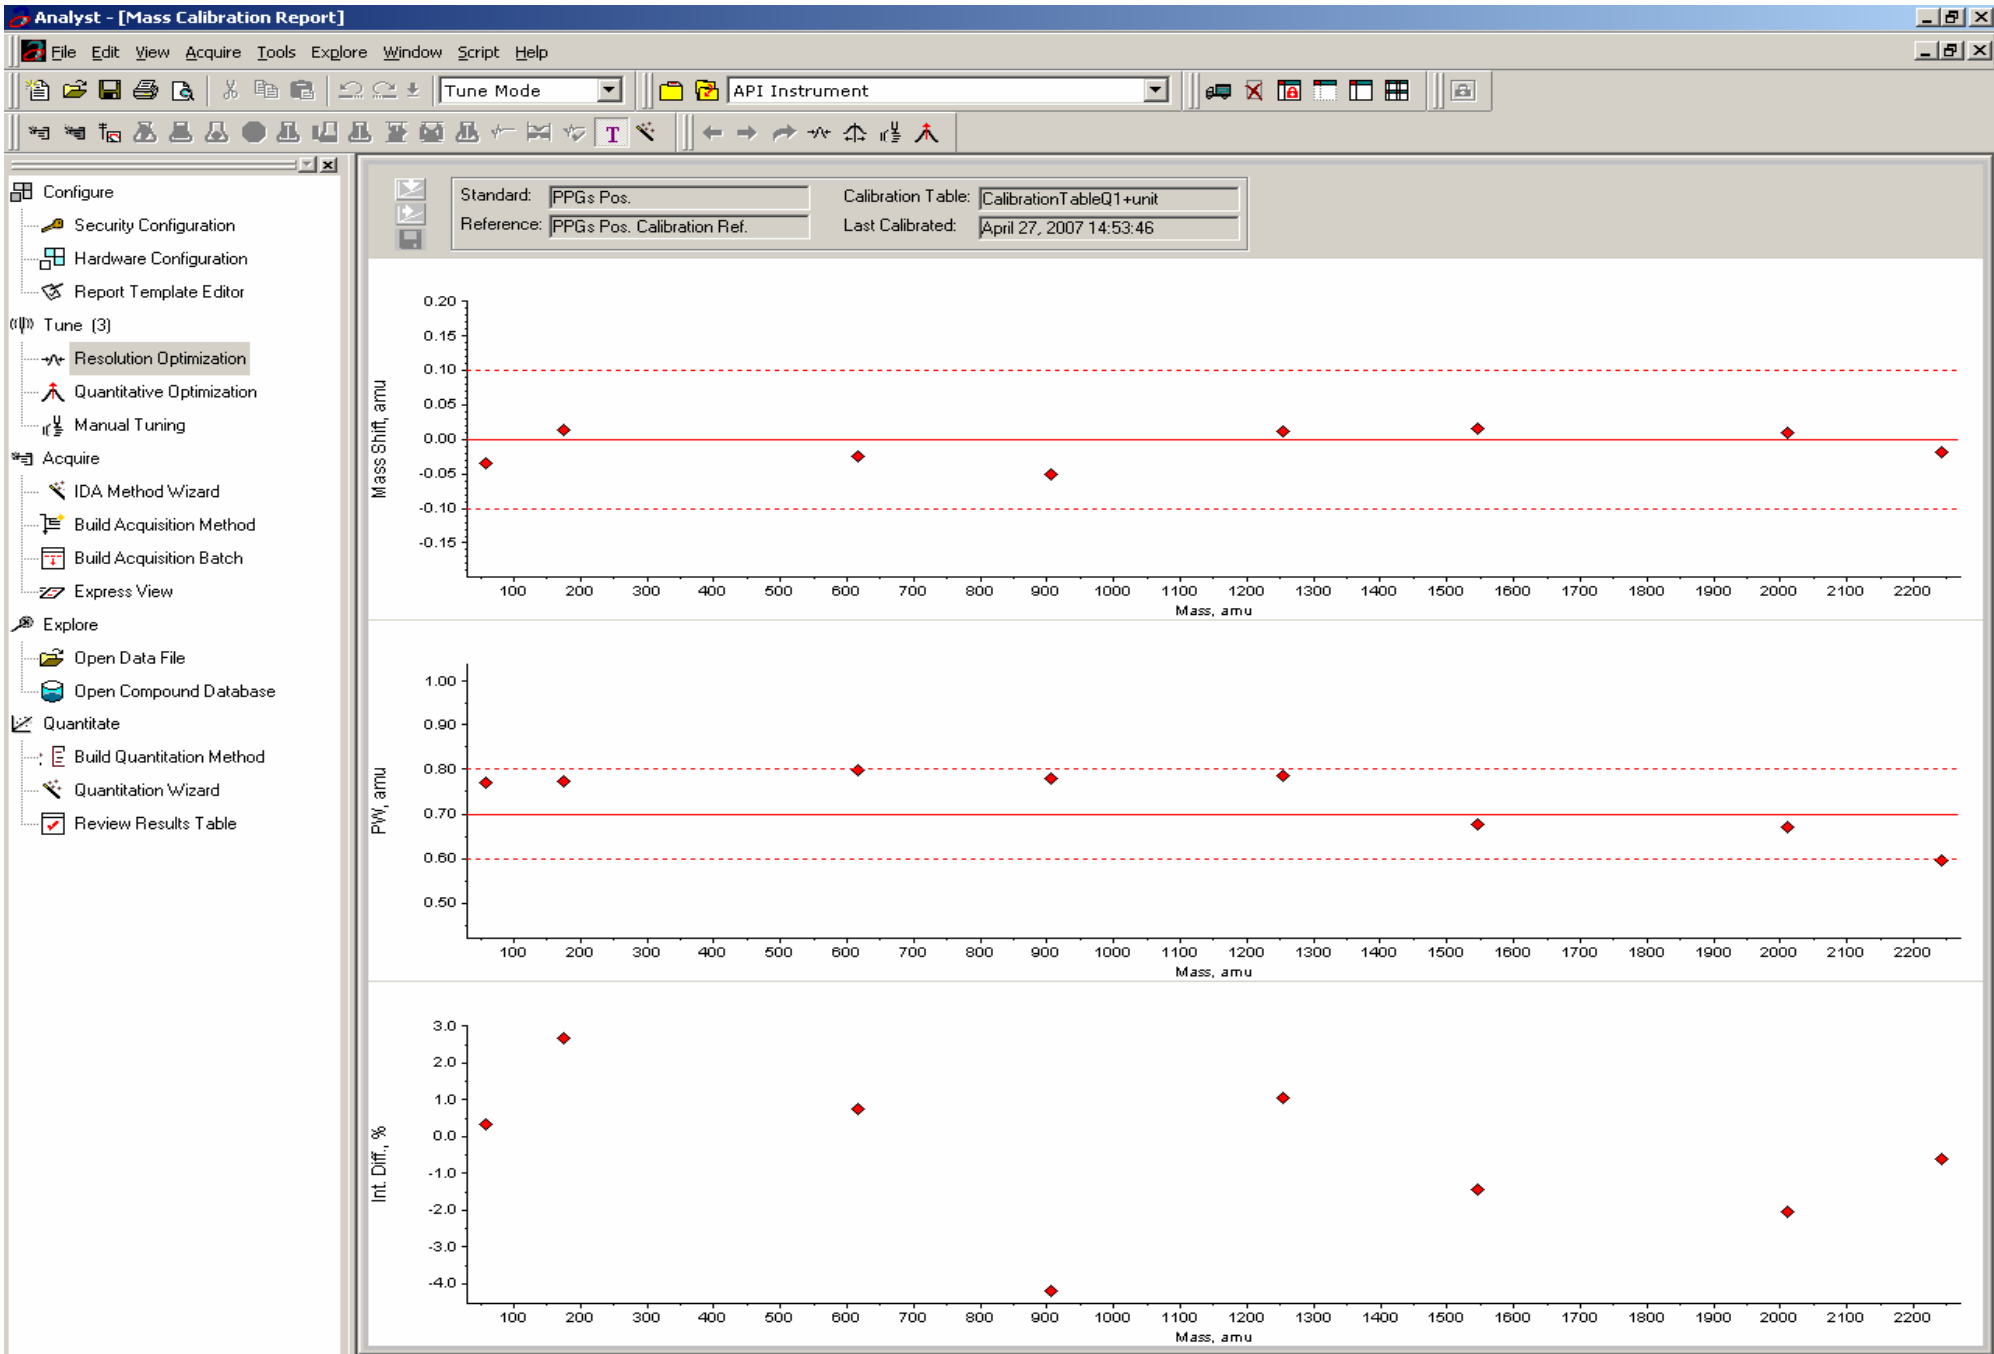 Analyst - [Mass Calibration Report]
File Edit View Acquire Tools Explore Window Script Help
Tune Mode
API Instrument
T
Configure
Security Configuration
Hardware Configuration
Report Template Editor
Tune (3)
Resolution Optimization
Quantitative Optimization
Manual Tuning
Acquire
IDA Method Wizard
Build Acquisition Method
Build Acquisition Batch
Express View
Explore
Open Data File
Open Compound Database
Quantitate
Build Quantitation Method
Quantitation Wizard
Review Results Table
Standard: PPGs Pos. Calibration Table: CalibrationTableQ1+unit
Reference: PPGs Pos. Calibration Ref. Last Calibrated: April 27, 2007 14:53:46
Mass Shift, amu
0.20
0.15
0.10
0.05
0.00
-0.05
-0.10
-0.15
100 200 300 400 500 600 700 800 900 1000 1100 1200 1300 1400 1500 1600 1700 1800 1900 2000 2100 2200
Mass, amu
PW, amu
1.00
0.90
0.80
0.70
0.60
0.50
100 200 300 400 500 600 700 800 900 1000 1100 1200 1300 1400 1500 1600 1700 1800 1900 2000 2100 2200
Mass, amu
Int. Diff., %
3.0
2.0
1.0
0.0
-1.0
-2.0
-3.0
-4.0
100 200 300 400 500 600 700 800 900 1000 1100 1200 1300 1400 1500 1600 1700 1800 1900 2000 2100 2200
Mass, amu